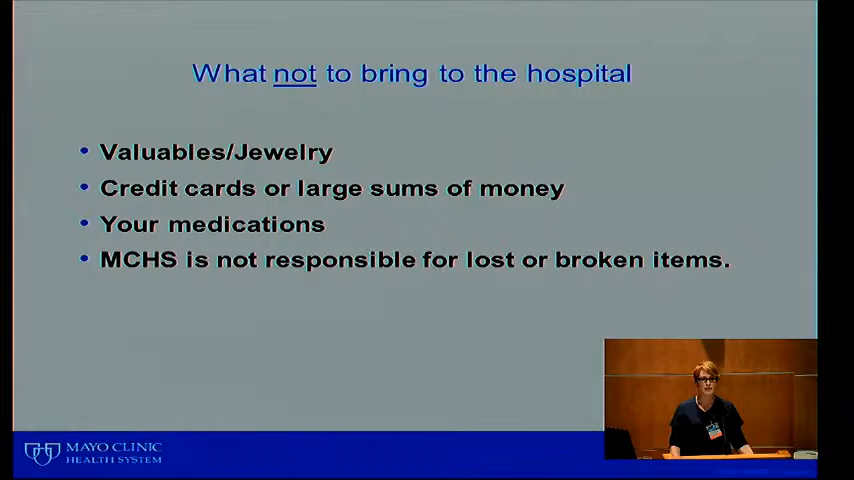 What not to bring to the hospital
• Valuables/Jewelry
• Credit cards or large sums of money
• Your medications
• MCHS is not responsible for lost or broken items.
MAYO CLINIC
HEALTH SYSTEM